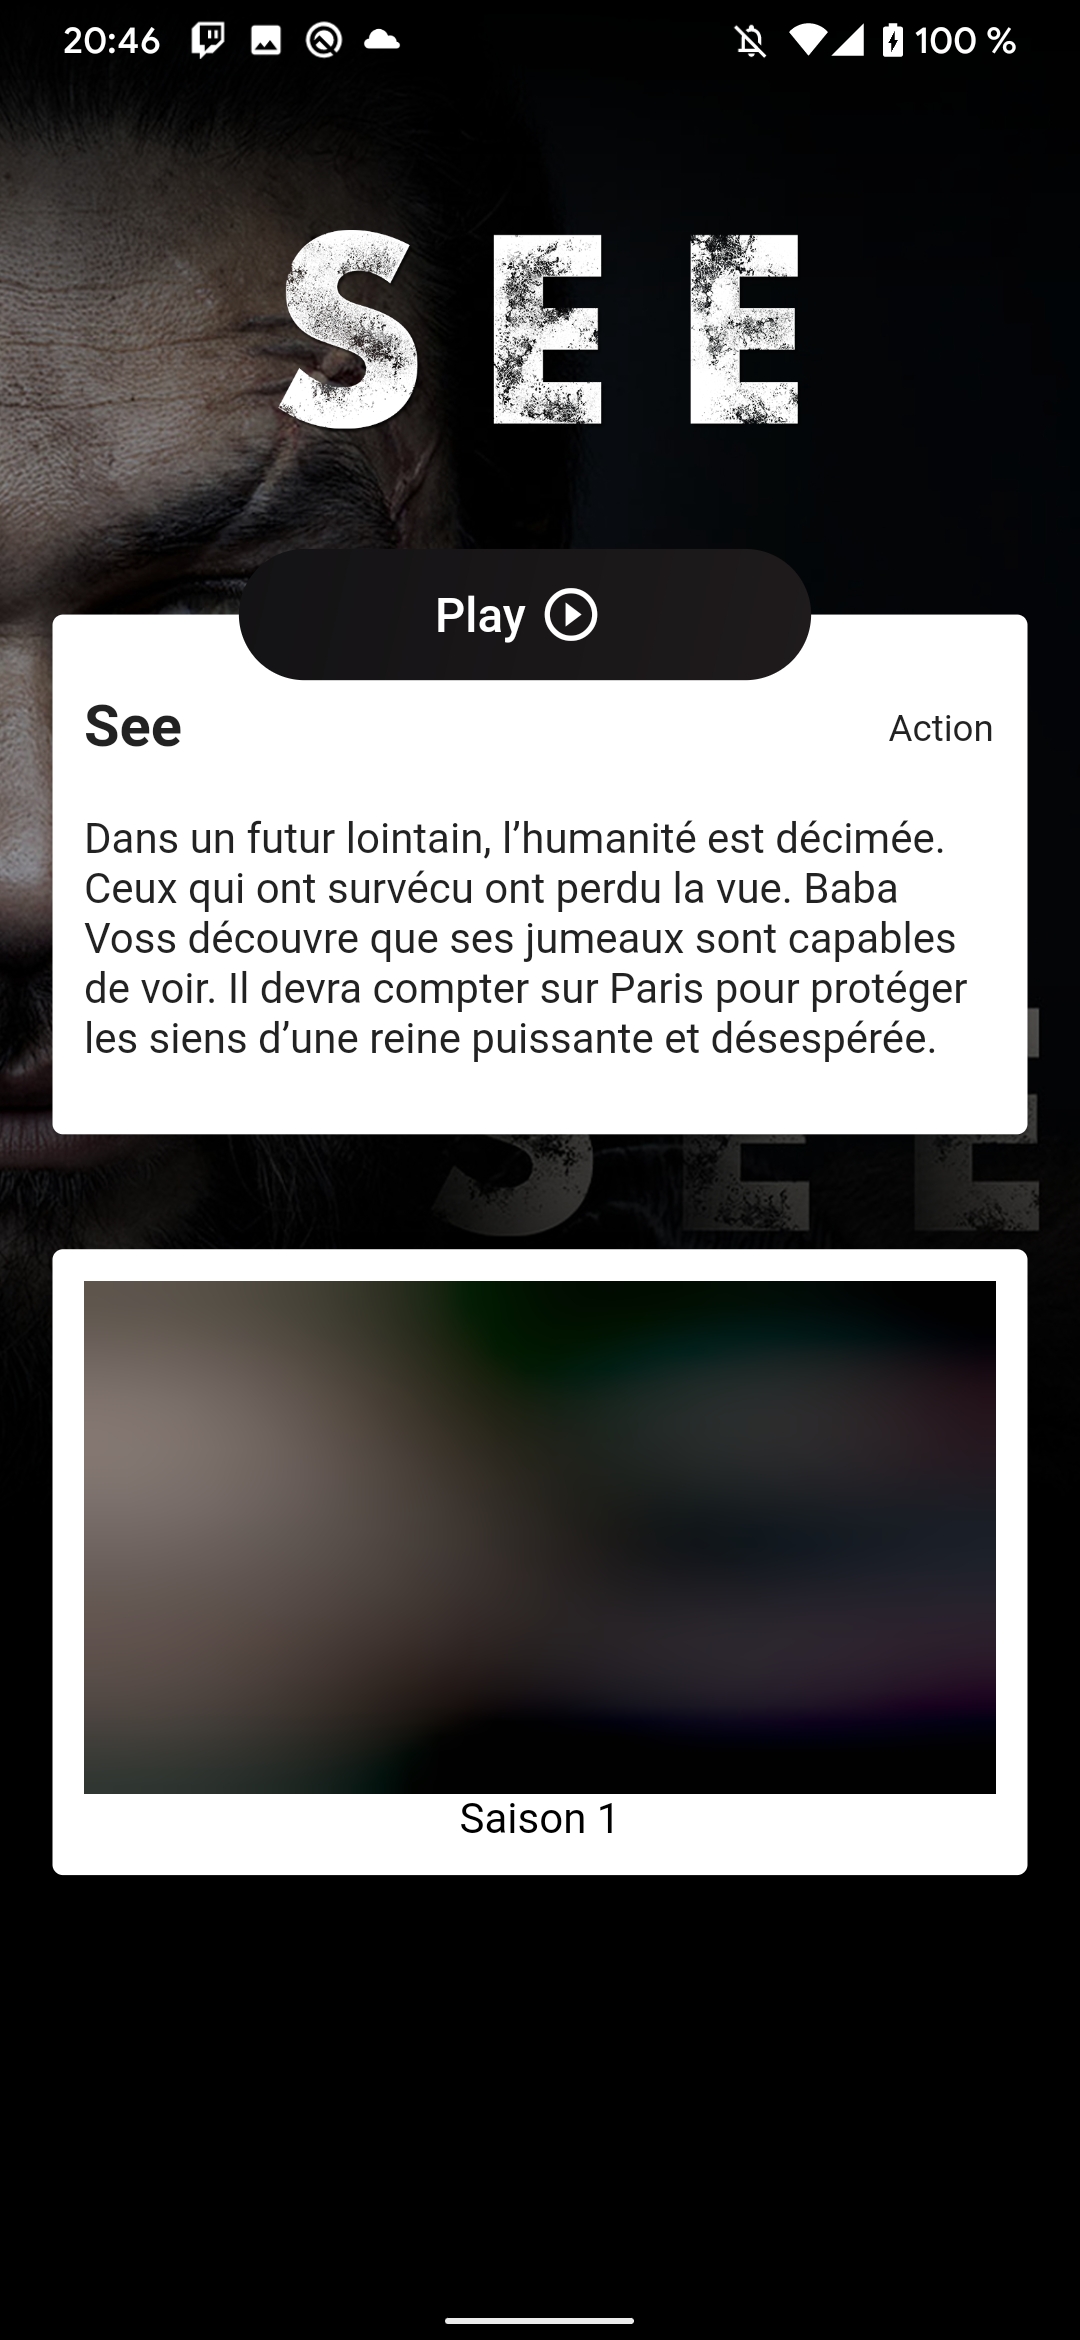 20:46
100 %
SEE
Play
See
Action
Dans un futur lointain, l’humanité est décimée.
Ceux qui ont survécu ont perdu la vue. Baba
Voss découvre que ses jumeaux sont capables
de voir. Il devra compter sur Paris pour protéger
les siens d’une reine puissante et désespérée.
SEE
Saison 1